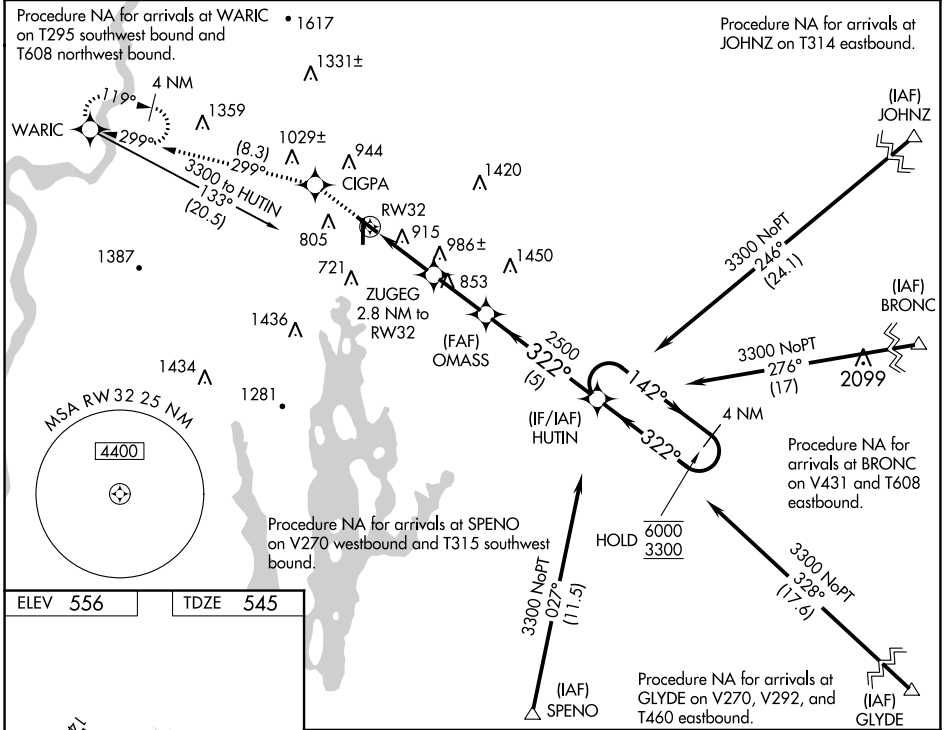 Procedure NA for arrivals at WARIC
on T295 southwest bound and
T608 northwest bound.
1617
Procedure NA for arrivals at
JOHNZ on T314 eastbound.
1331±
4 NM
119°
1359
WARIC
299°
(8.3)
299°
1029±
944
CIGPA
3300 to HUTIN
133°
(20.5)
1420
(IAF)
JOHNZ
RW32
805
915
986±
1450
1387
721
853
ZUGEG
2.8 NM to
RW32
(FAF)
OMASS
3300 NoPT
246°
(24.1)
(IAF)
BRONC
1436
2500
322°
(5)
3300 NoPT
276°
(17)
2099
1434
1281
142°
4 NM
(IF/IAF)
HUTIN
322°
MSA RW32 25 NM
4400
Procedure NA for
arrivals at BRONC
on V431 and T608
eastbound.
Procedure NA for arrivals at SPENO
on V270 westbound and T315 southwest
bound.
HOLD
6000
3300
3300 NoPT
027°
(11.5)
3300 NoPT
328°
(17.6)
ELEV 556
TDZE 545
(IAF)
SPENO
Procedure NA for arrivals at
GLYDE on V270, V292, and
T460 eastbound.
(IAF)
GLYDE